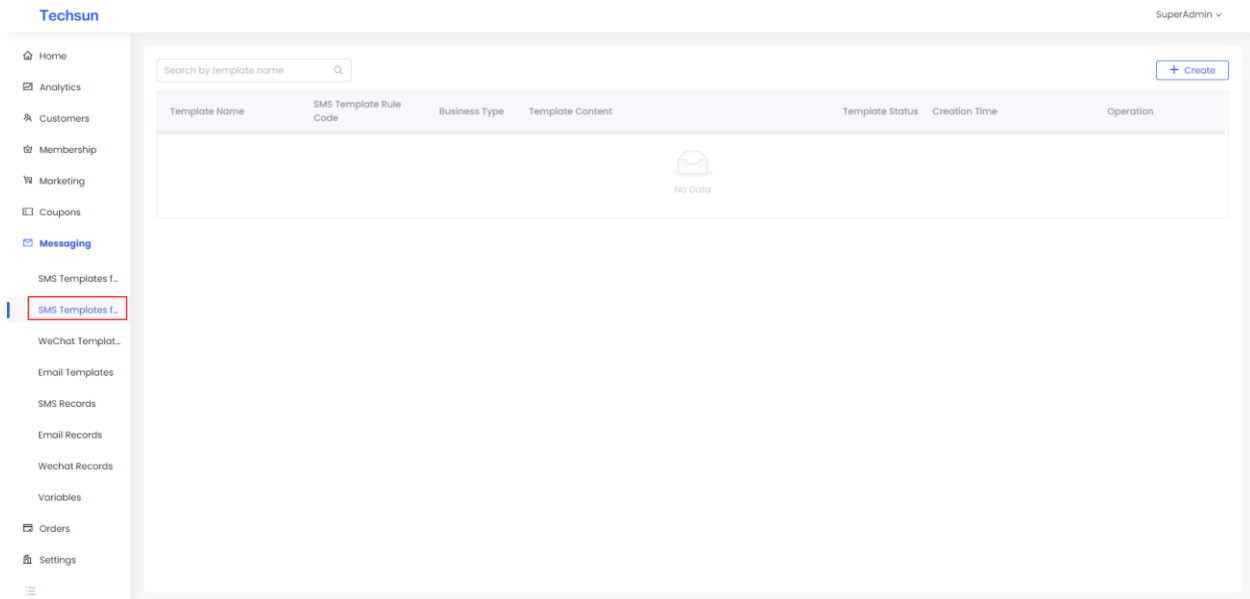 Techsun
SuperAdmin
Home
Analytics
Customers
Membership
Marketing
Coupons
Messaging
SMS Templates f...
SMS Templates f...
WeChat Templat...
Email Templates
SMS Records
Email Records
Wechat Records
Variables
Orders
Settings
Search by template name
+ Create
Template Name
SMS Template Rule
Code
Business Type
Template Content
Template Status
Creation Time
Operation
No Data